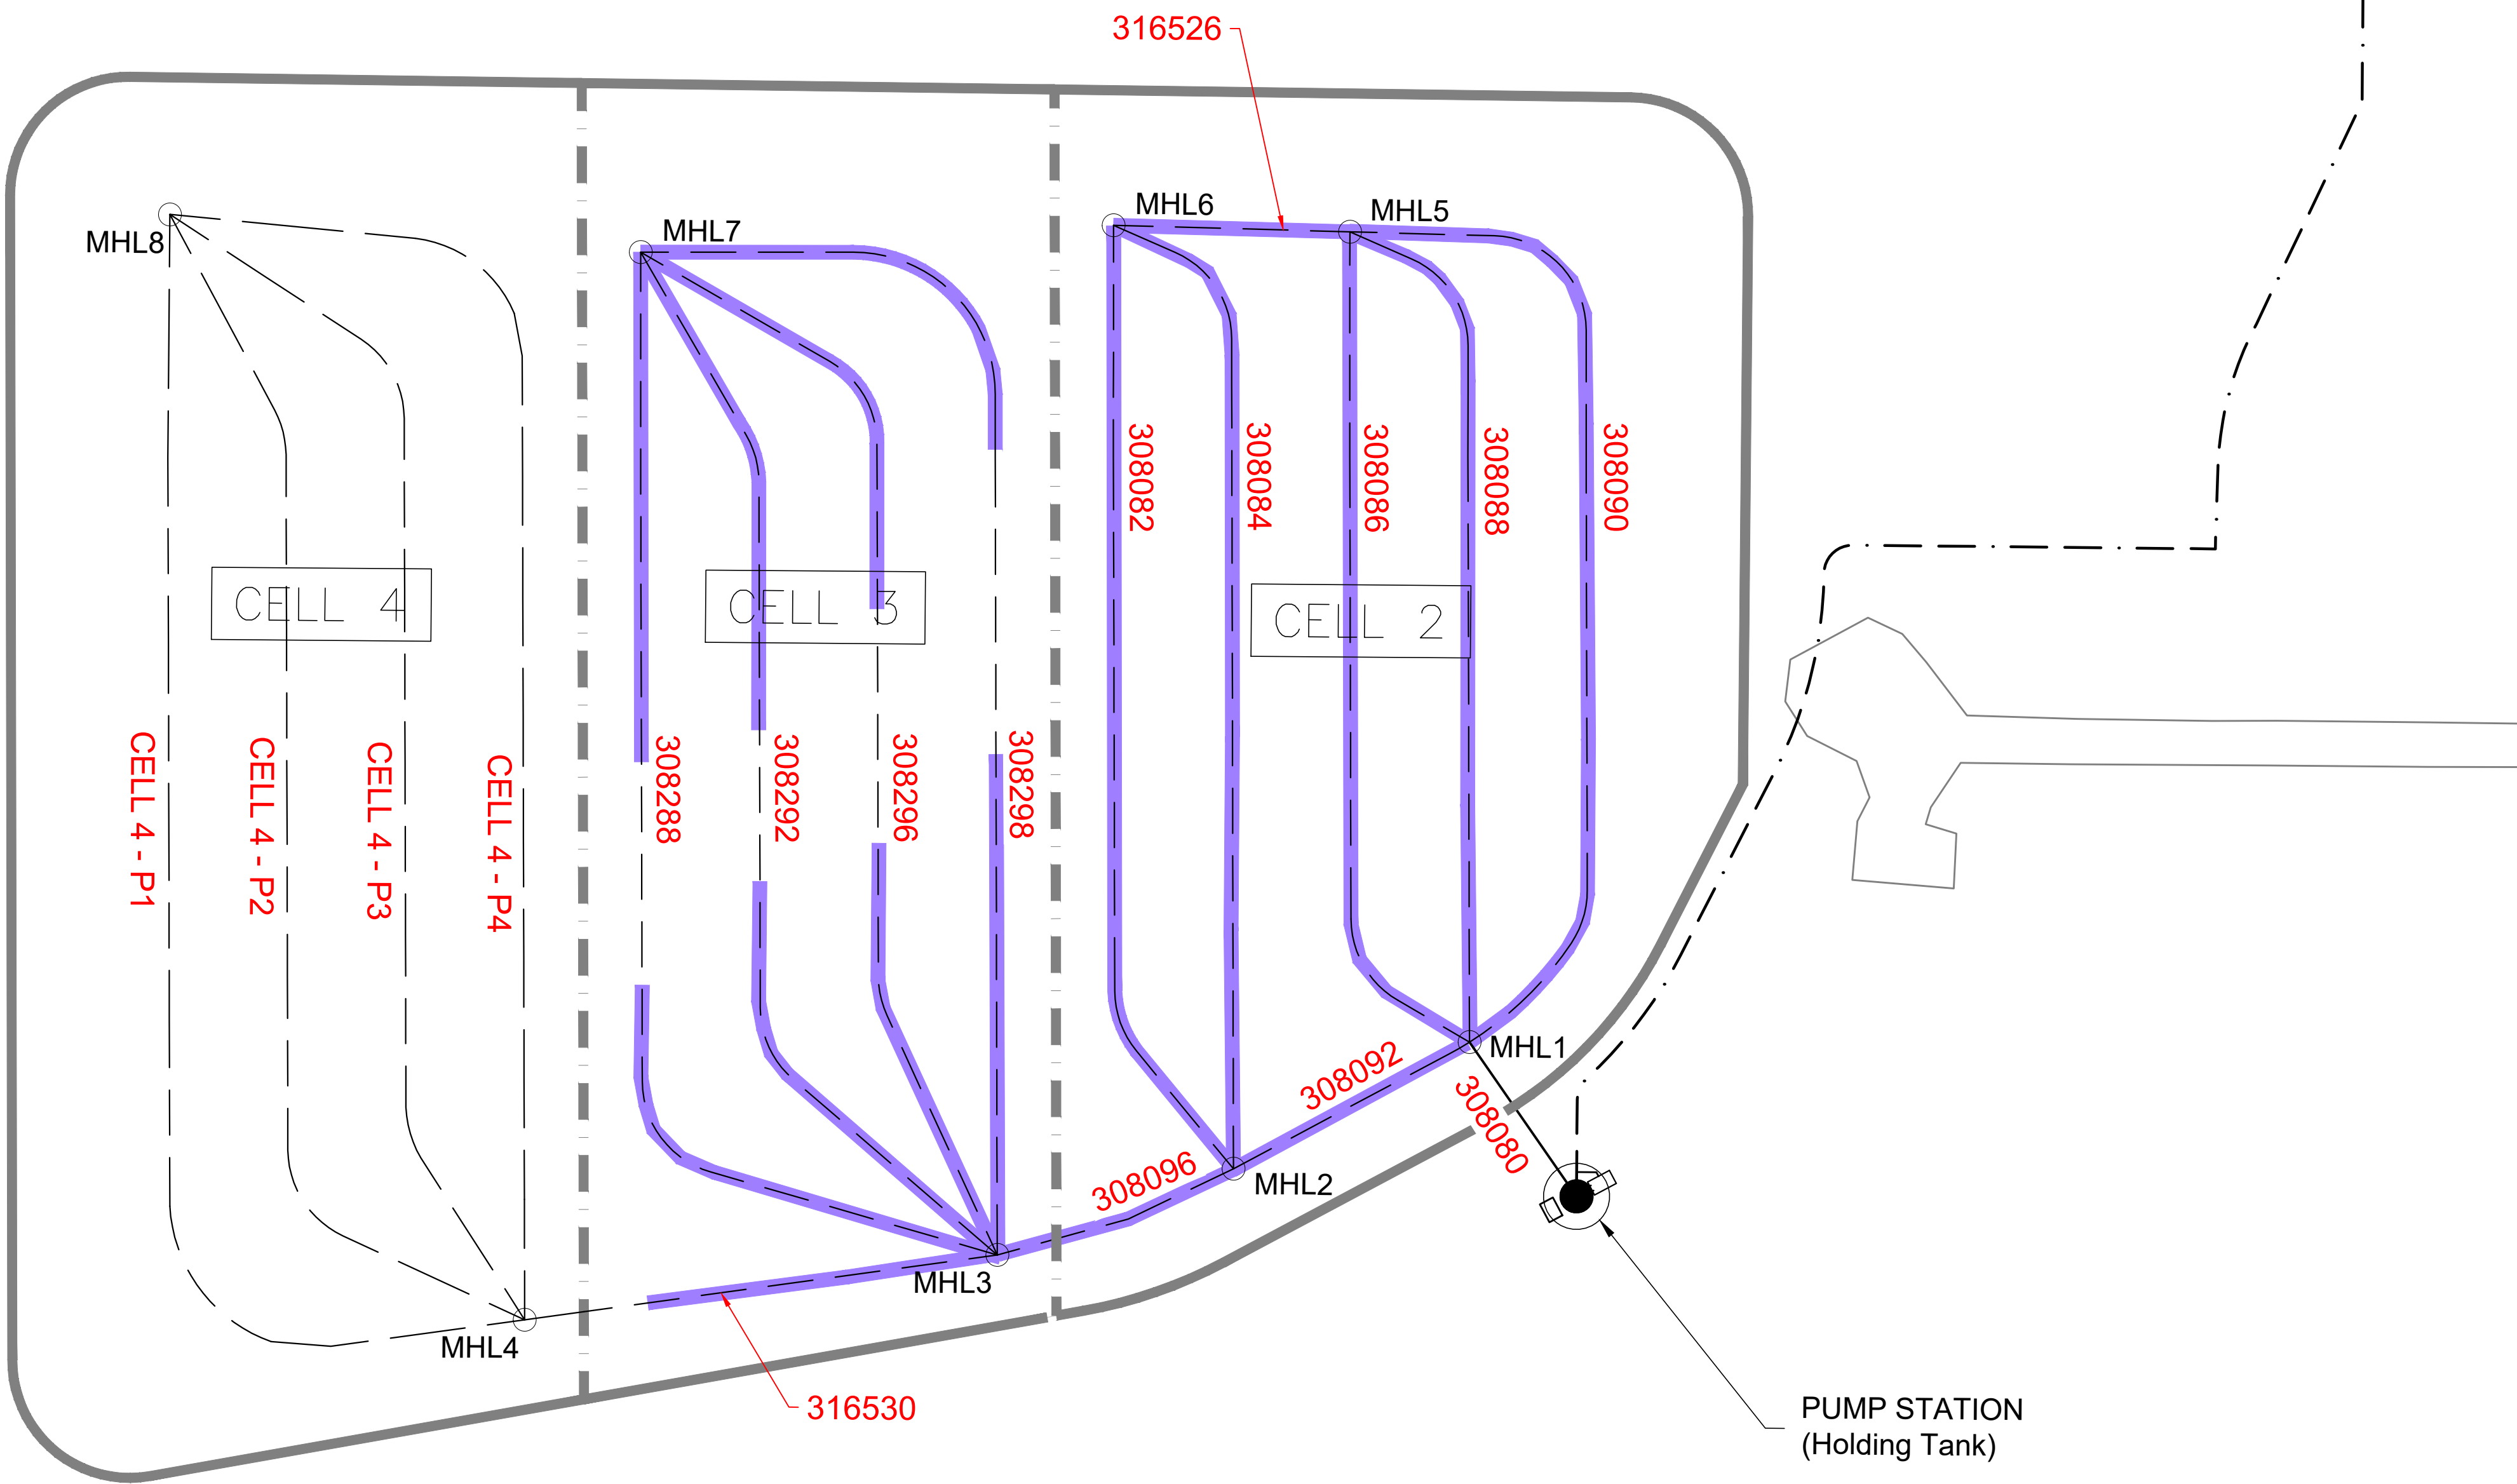 316526
MHL8
MHL7
MHL6
MHL5
308082
308084
308086
308088
308090
CELL 4
CELL 3
CELL 2
CELL 4 - P1
CELL 4 - P2
CELL 4 - P3
CELL 4 - P4
308288
308292
308296
308298
MHL1
308092
308080
308096
MHL2
MHL3
MHL4
316530
PUMP STATION
(Holding Tank)